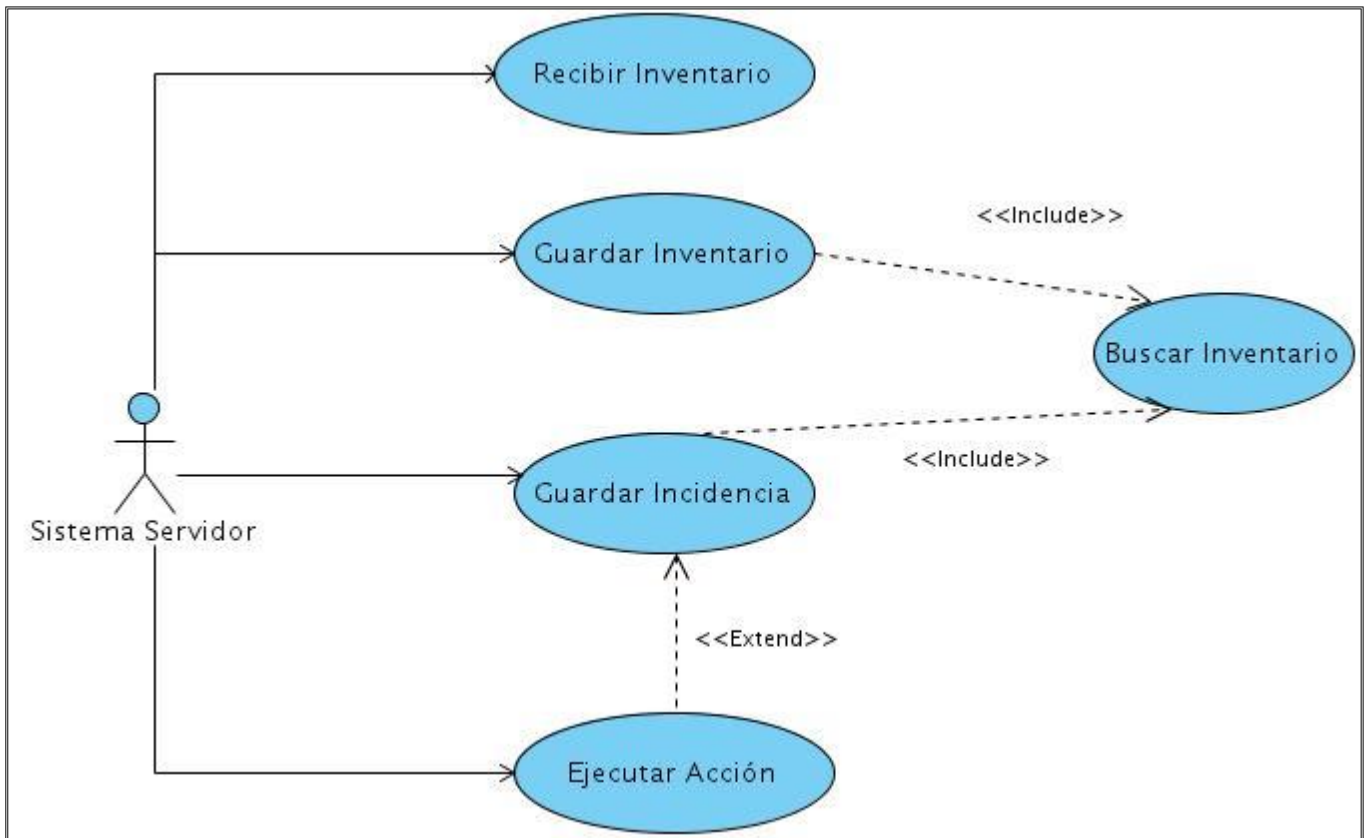 Recibir Inventario
<<Include>>
Guardar Inventario
Buscar Inventario
<<Include>>
Guardar Incidencia
Sistema Servidor
<<Extend>>
Ejecutar Acción